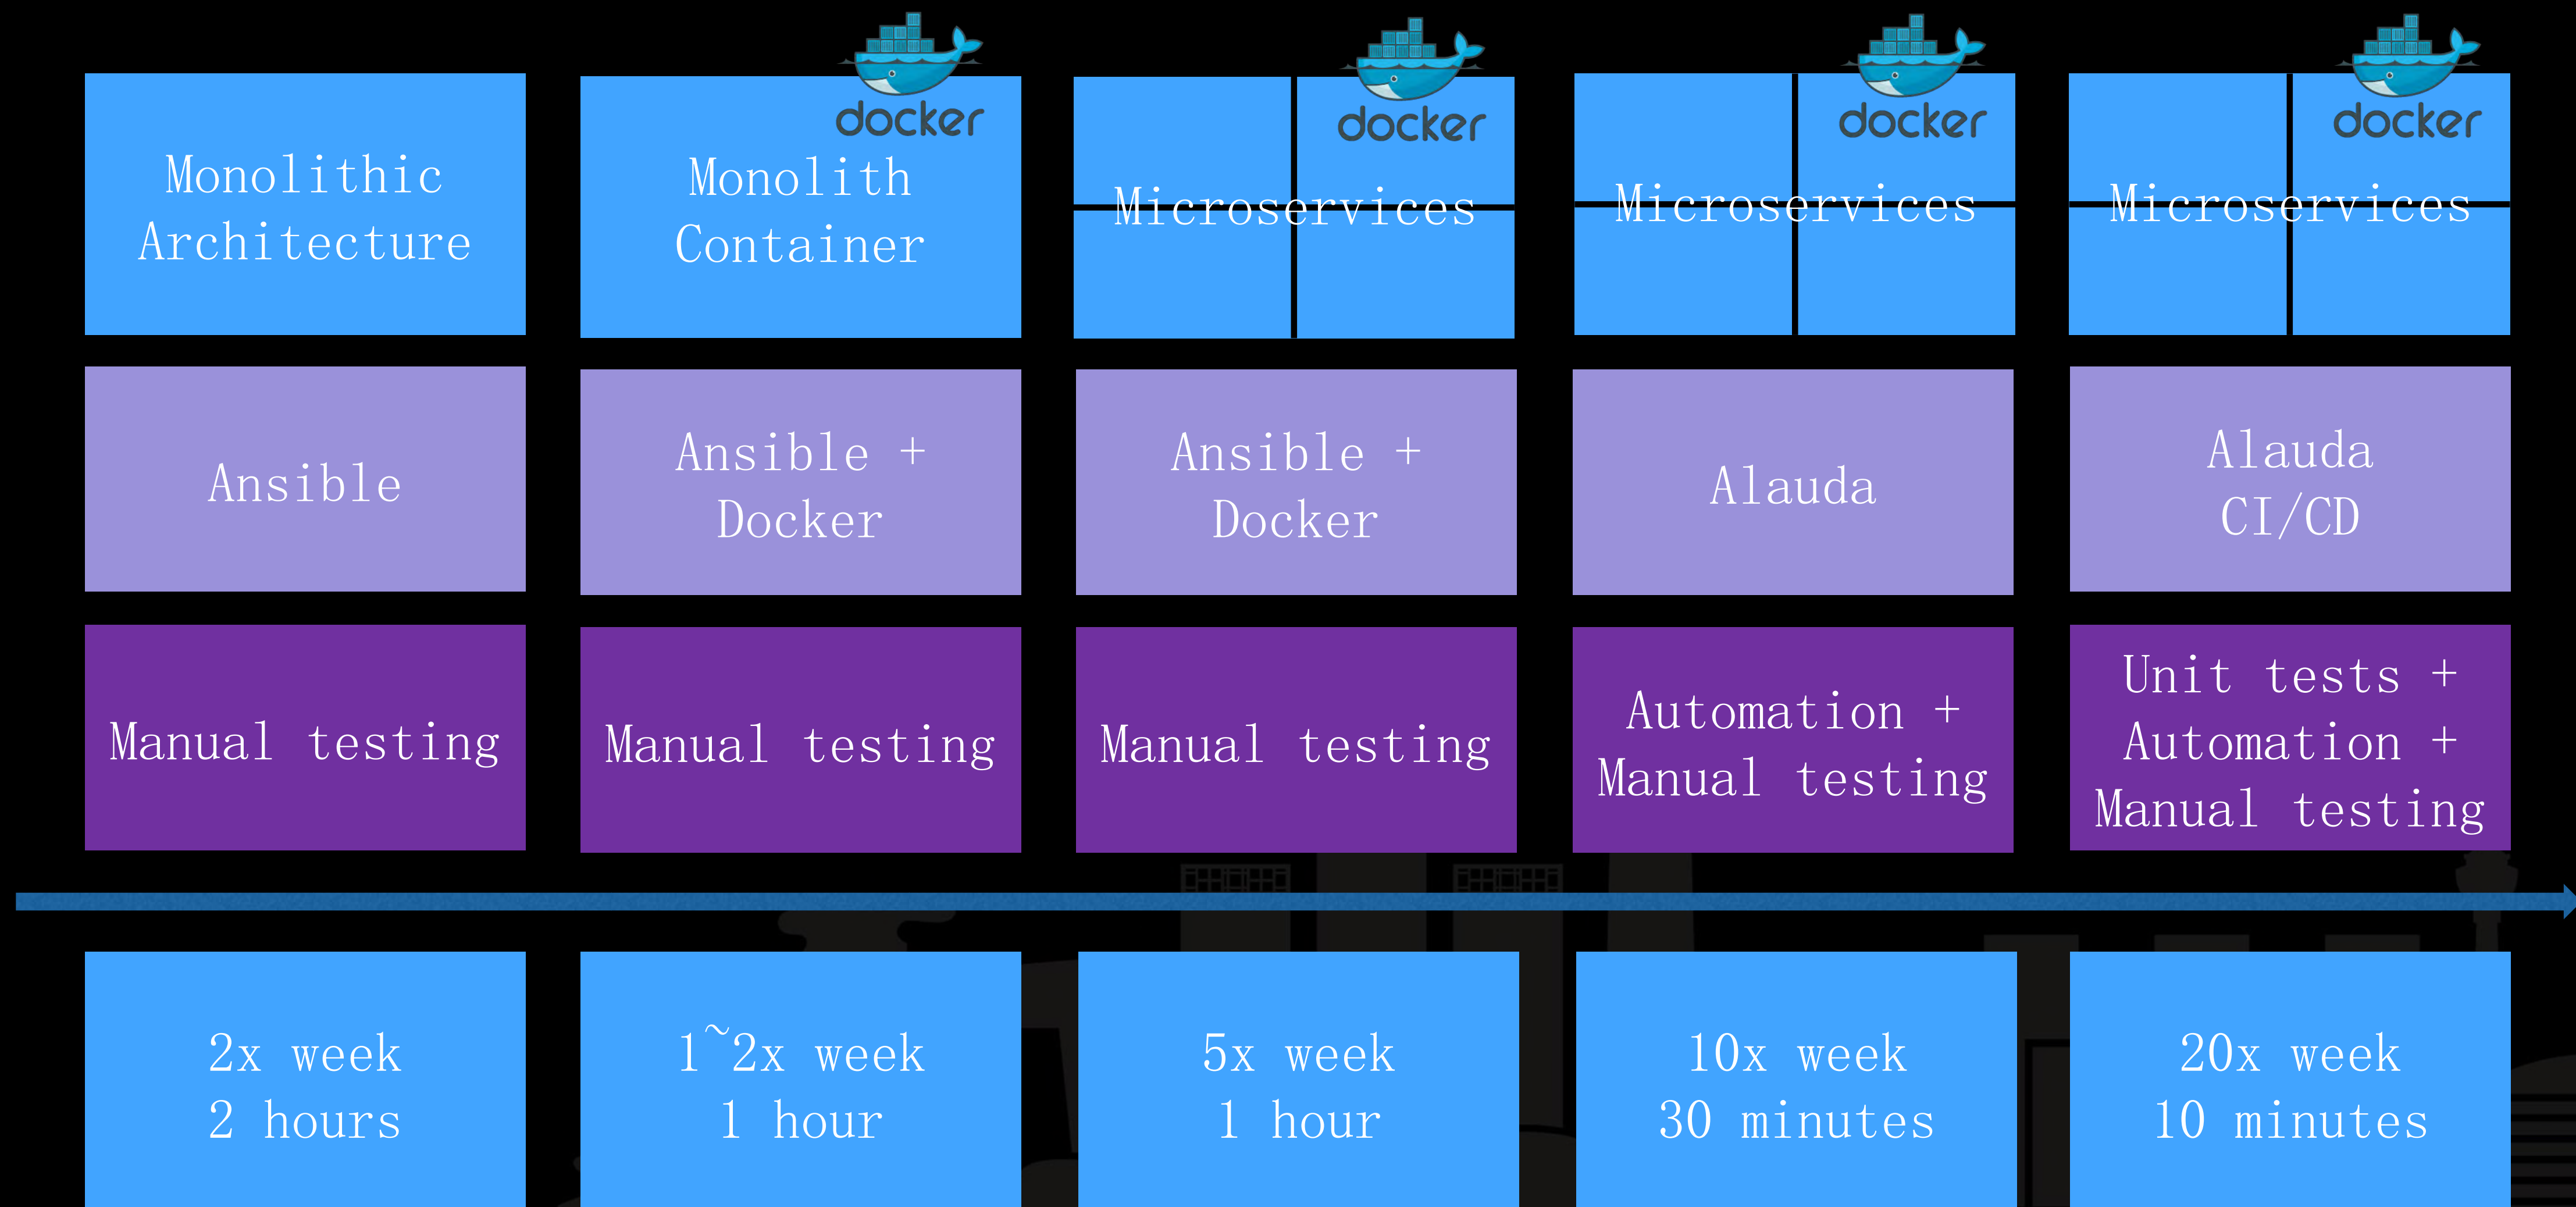 docker
docker
docker
docker
Monolithic
Architecture
Monolith
Container
Microservices
Microservices
Microservices
Ansible
Ansible +
Docker
Ansible +
Docker
Alauda
Alauda
CI/CD
Manual testing
Manual testing
Manual testing
Automation +
Manual testing
Unit tests +
Automation +
Manual testing
2x week
2 hours
1~2x week
1 hour
5x week
1 hour
10x week
30 minutes
20x week
10 minutes